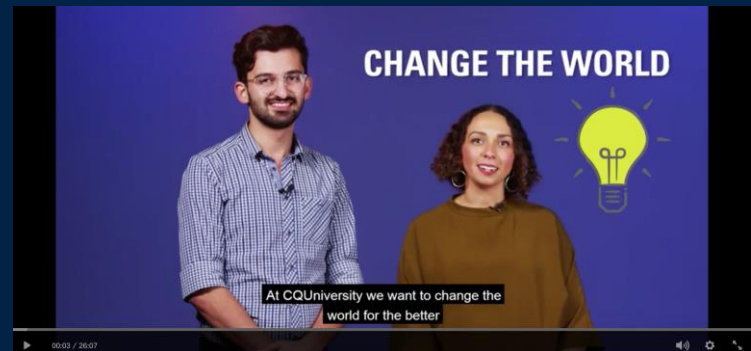 CHANGE THE WORLD
At CQUniversity we want to change the
world for the better
00:03 / 26:07